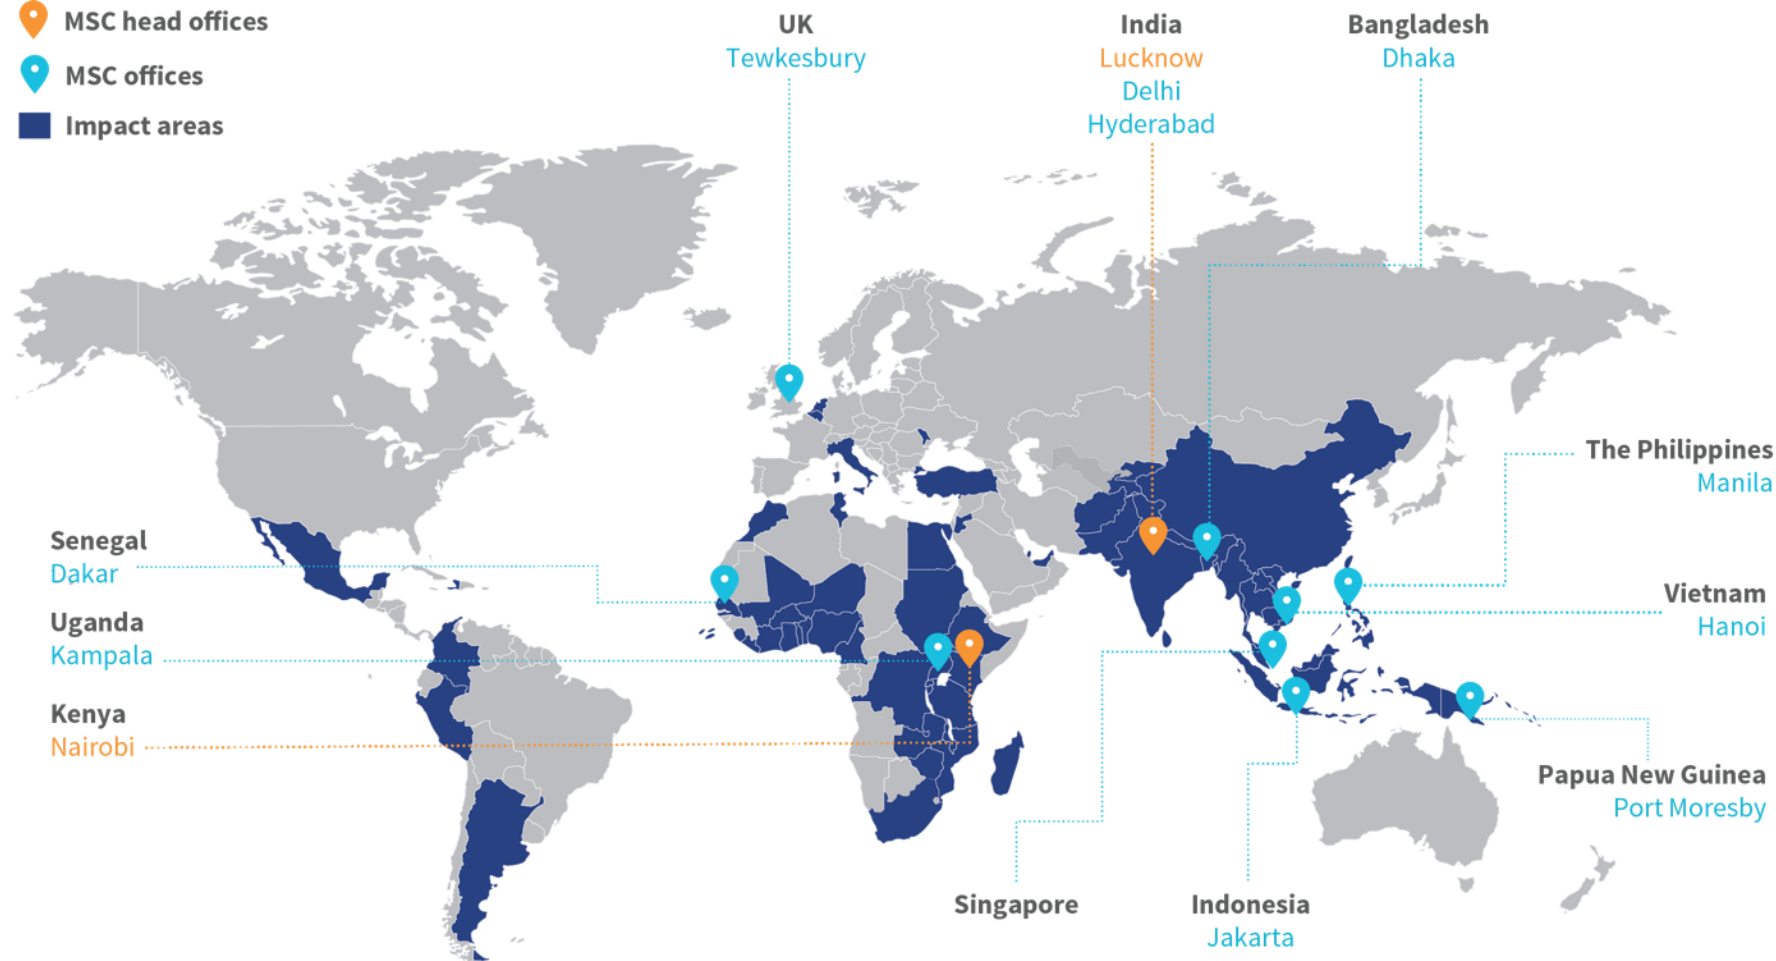 MSC head offices
MSC offices
Impact areas
UK
Tewkesbury
India
Lucknow
Delhi
Hyderabad
Bangladesh
Dhaka
The Philippines
Manila
Senegal
Dakar
Vietnam
Hanoi
Uganda
Kampala
Kenya
Nairobi
Papua New Guinea
Port Moresby
Singapore
Indonesia
Jakarta